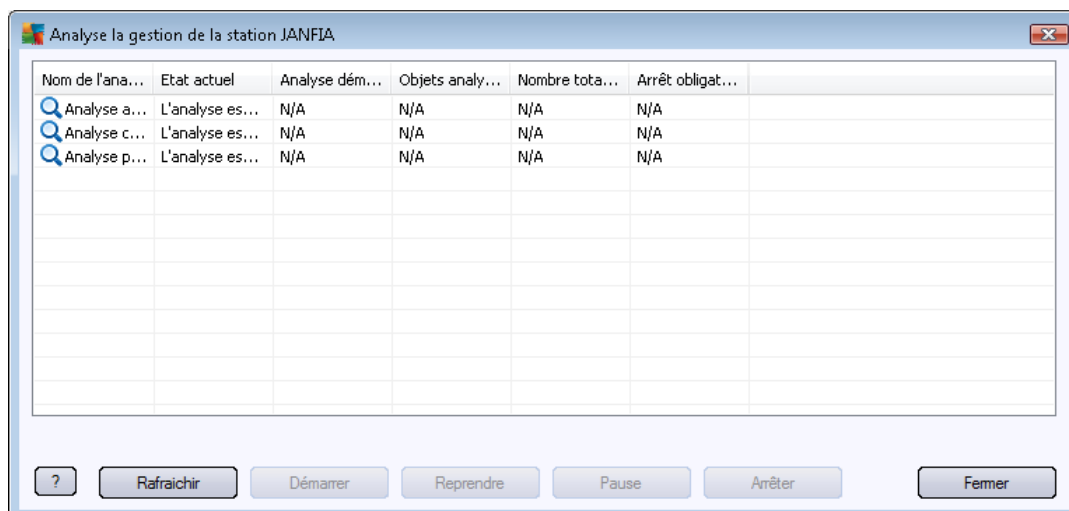 Analyse la gestion de la station JANFIA
Nom de l'ana... Etat actuel Analyse dém... Objets analy... Nombre tota... Arrêt obligat...
Analyse a... L'analyse es... N/A N/A N/A N/A
Analyse c... L'analyse es... N/A N/A N/A N/A
Analyse p... L'analyse es... N/A N/A N/A N/A
? Rafraichir Démarrer Reprendre Pause Arrêter Fermer